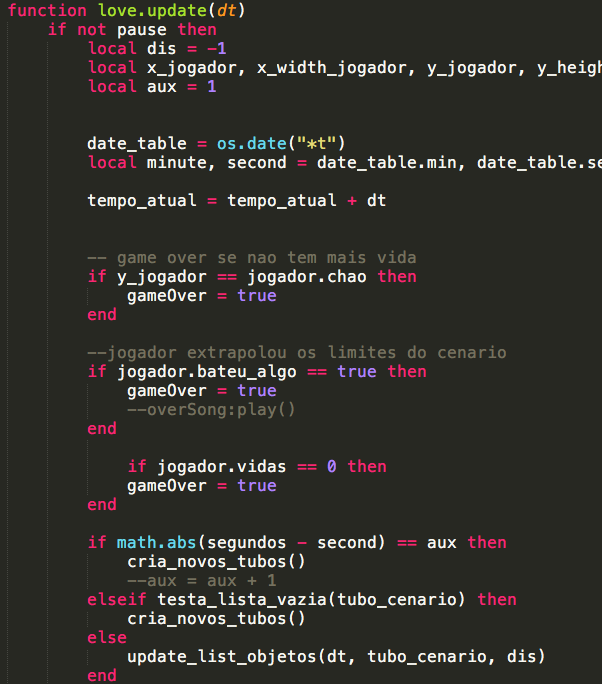 function love.update(dt)
if not pause then
local dis = -1
local x_jogador, x_width_jogador, y_jogador, y_heigh
local aux = 1
date_table = os.date("*t")
local minute, second = date_table.min, date_table.se
tempo_atual = tempo_atual + dt
-- game over se nao tem mais vida
if y_jogador == jogador.chao then
gameOver = true
end
--jogador extrapolou os limites do cenario
if jogador.bateu_algo == true then
gameOver = true
--overSong:play()
end
if jogador.vidas == 0 then
gameOver = true
end
if math.abs(segundos - second) == aux then
cria_novos_tubos()
--aux = aux + 1
elseif testa_lista_vazia(tubo_cenario) then
cria_novos_tubos()
else
update_list_objetos(dt, tubo_cenario, dis)
end